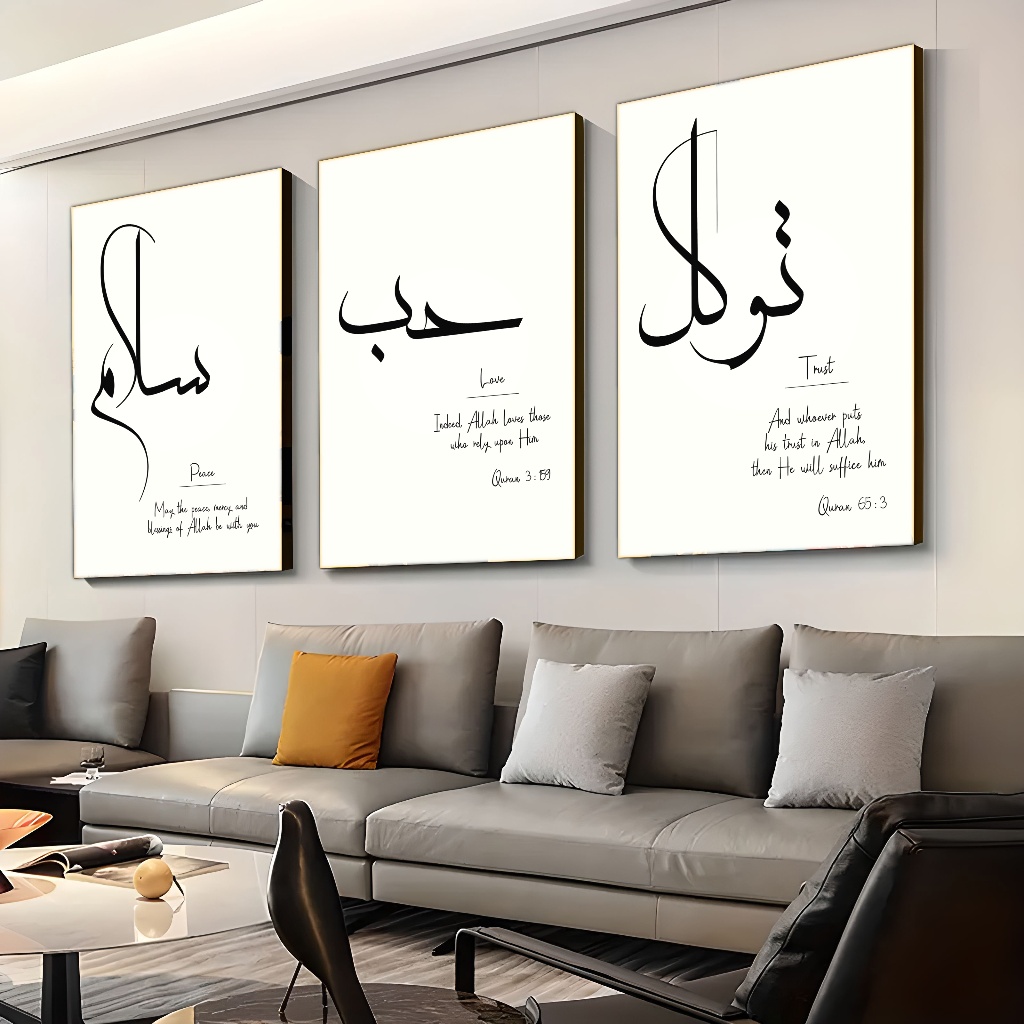 سلام
Peace
May the peace, mercy and
blessings of Allah be with you
حب
Love
Indeed, Allah loves those
who rely upon Him
Quran 3:159
توكل
Trust
And whoever puts
his trust in Allah,
then He will suffice him
Quran 65:3